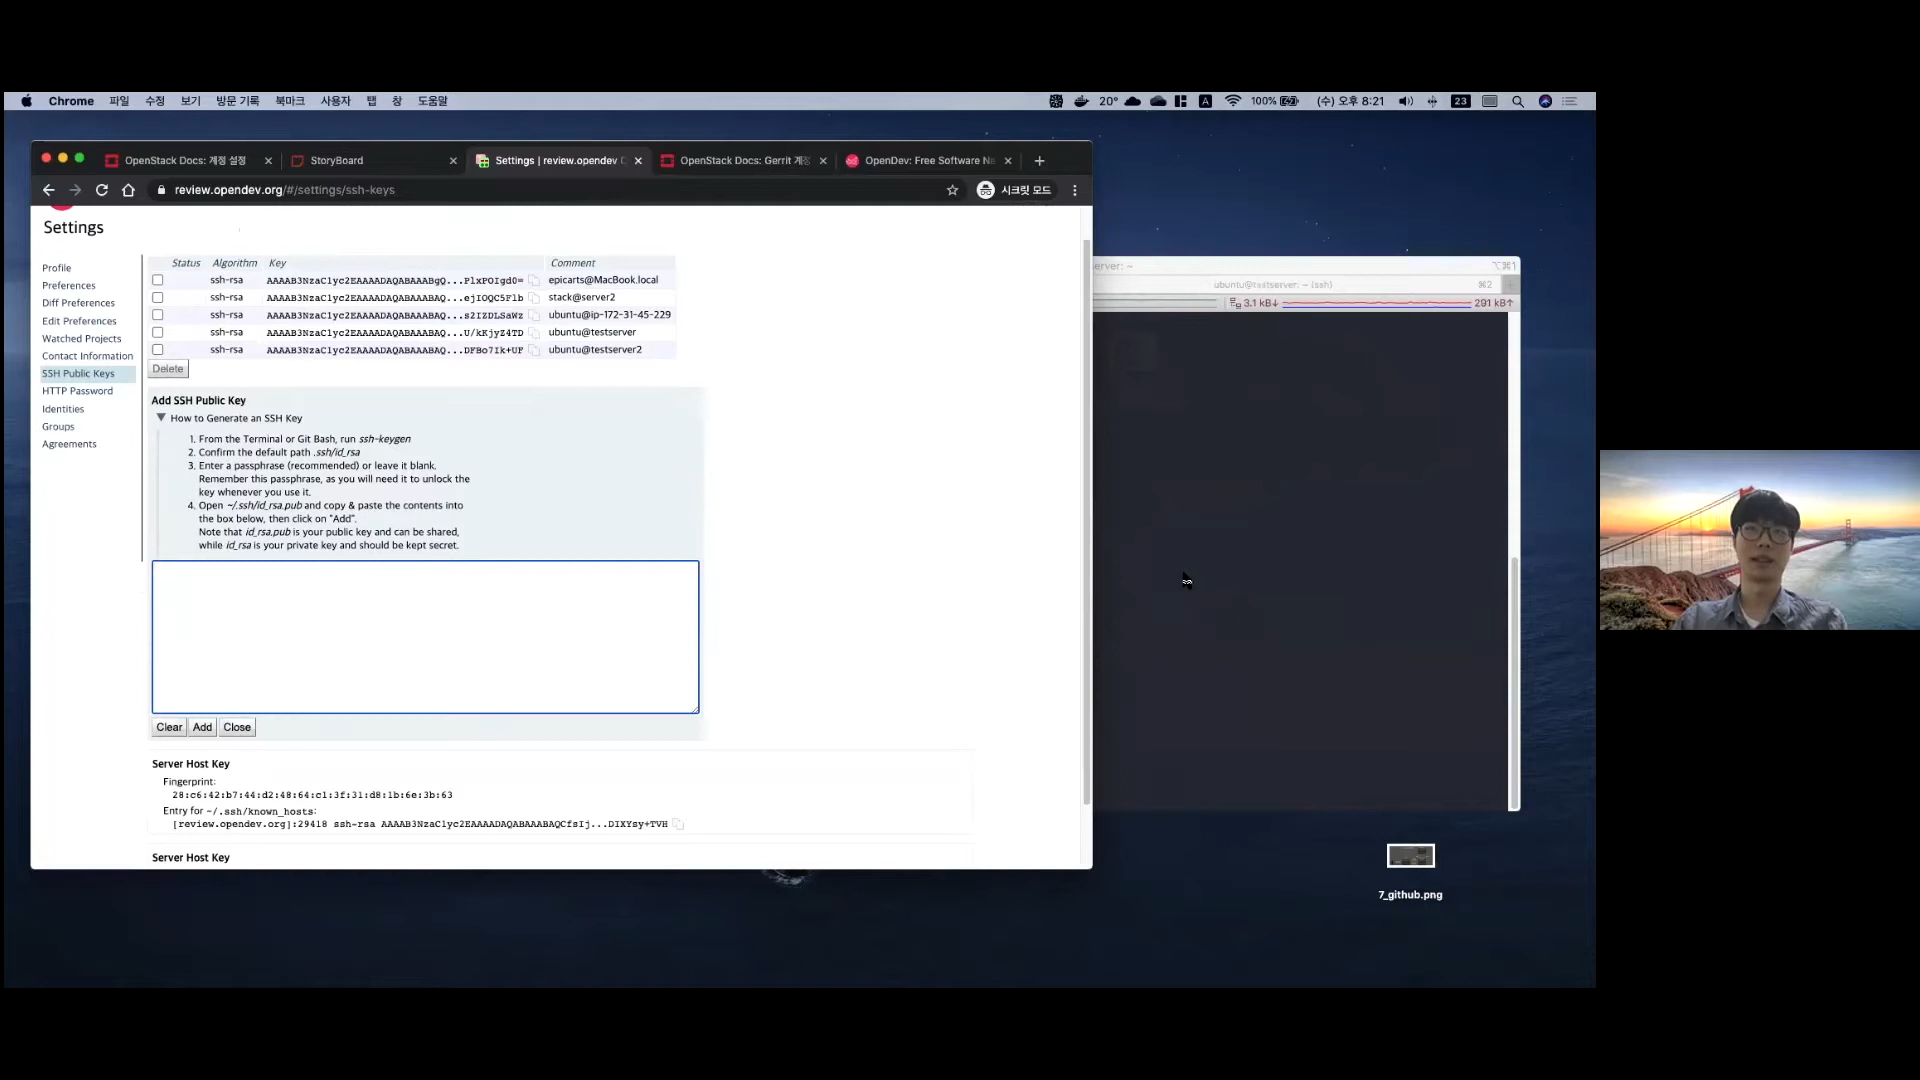 Chrome 파일 수정 보기 방문 기록 북마크 사용자 탭 창 도움말 20° A 100% (수) 오후 8:21 23
OpenStack Docs: 계정 설정 StoryBoard Settings | review.opendev OpenStack Docs: Gerrit 계정 OpenDev: Free Software Ne
review.opendev.org/#/settings/ssh-keys 시크릿 모드
Settings
Profile
Preferences
Diff Preferences
Edit Preferences
Watched Projects
Contact Information
SSH Public Keys
HTTP Password
Identities
Groups
Agreements
Status Algorithm Key Comment
ssh-rsa AAAAB3NzaC1yc2EAAAADAQABAAABgQ...PlxPOIgd0= epicarts@MacBook.local
ssh-rsa AAAAB3NzaC1yc2EAAAADAQABAAABAQ...ejIOQC5Flb stack@server2
ssh-rsa AAAAB3NzaC1yc2EAAAADAQABAAABAQ...s2IZDLSaWz ubuntu@ip-172-31-45-229
ssh-rsa AAAAB3NzaC1yc2EAAAADAQABAAABAQ...U/kKjyZ4TD ubuntu@testserver
ssh-rsa AAAAB3NzaC1yc2EAAAADAQABAAABAQ...DFBo7Ik+UF ubuntu@testserver2
Delete
Add SSH Public Key
How to Generate an SSH Key
1. From the Terminal or Git Bash, run ssh-keygen
2. Confirm the default path .ssh/id_rsa
3. Enter a passphrase (recommended) or leave it blank.
Remember this passphrase, as you will need it to unlock the
key whenever you use it.
4. Open ~/.ssh/id_rsa.pub and copy & paste the contents into
the box below, then click on "Add".
Note that id_rsa.pub is your public key and can be shared,
while id_rsa is your private key and should be kept secret.
Clear Add Close
Server Host Key
Fingerprint:
28:c6:42:b7:44:d2:48:64:c1:3f:31:d8:1b:6e:3b:63
Entry for ~/.ssh/known_hosts:
[review.opendev.org]:29418 ssh-rsa AAAAB3NzaC1yc2EAAAADAQABAAABAQCfsIj...DIXYsy+TVH
Server Host Key
erver: ~ ⌥⌘1
ubuntu@testserver: ~ (ssh) ⌘2
3.1 kB↓ 291 kB↑
7_github.png